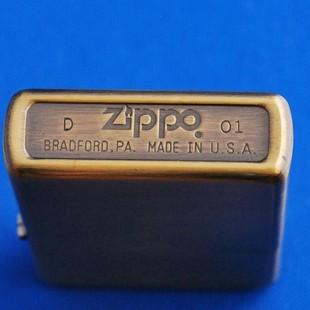 D Zippo 01
BRADFORD, PA. MADE IN U.S.A.